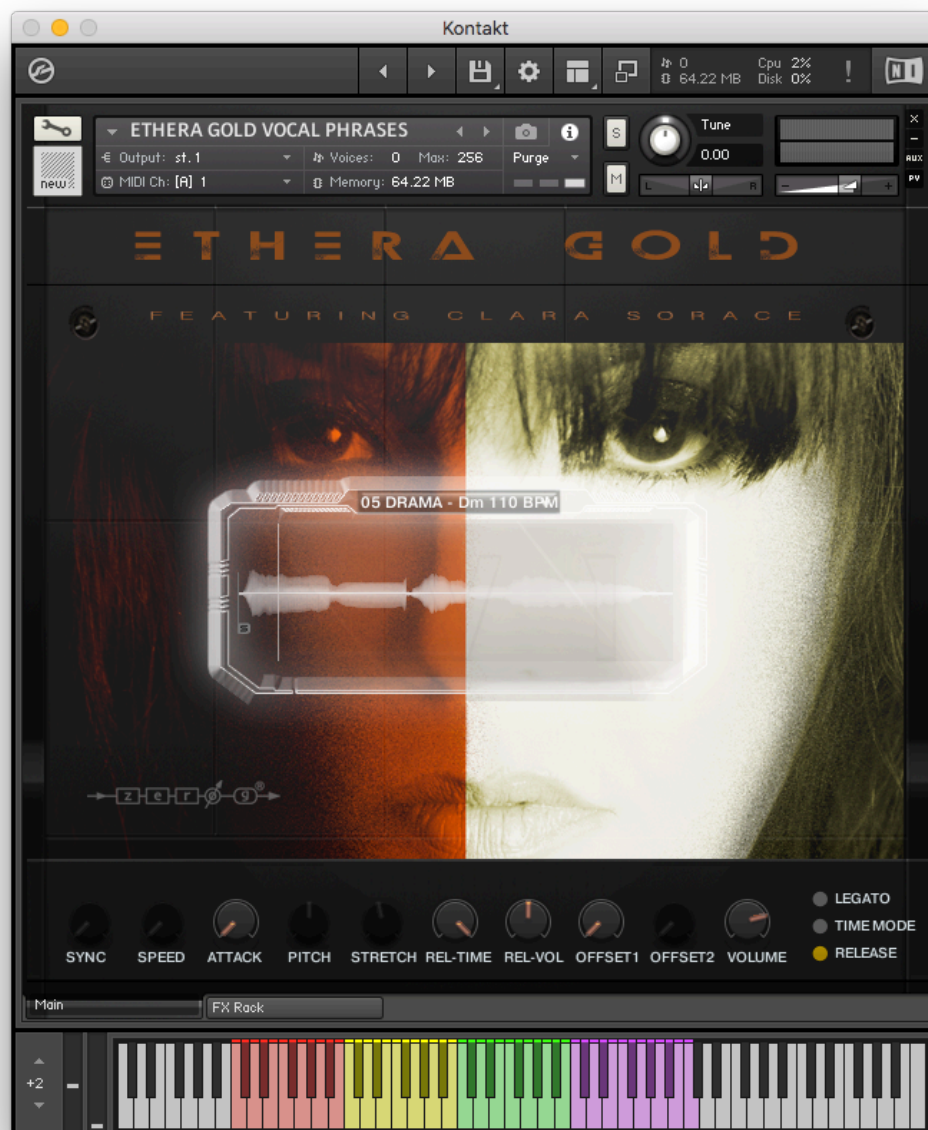 Kontakt
0 Cpu 2%
64.22 MB Disk 0%
!
NI
ETHERA GOLD VOCAL PHRASES
i
Output: st.1 Voices: 0 Max: 256 Purge
new
MIDI Ch: [A] 1 Memory: 64.22 MB
S
M
Tune
0.00
L R
- +
×
-
AUX
PV
ETHERA GOLD
FEATURING CLARA SORACE
05 DRAMA - Dm 110 BPM
S
zerøg®
SYNC SPEED ATTACK PITCH STRETCH REL-TIME REL-VOL OFFSET1 OFFSET2 VOLUME
LEGATO
TIME MODE
RELEASE
Main FX Rack
+2